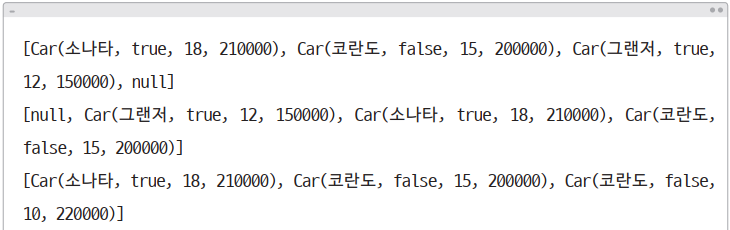 [Car(소나타, true, 18, 210000), Car(코란도, false, 15, 200000), Car(그랜저, true,
12, 150000), null]
[null, Car(그랜저, true, 12, 150000), Car(소나타, true, 18, 210000), Car(코란도,
false, 15, 200000)]
[Car(소나타, true, 18, 210000), Car(코란도, false, 15, 200000), Car(코란도, false,
10, 220000)]